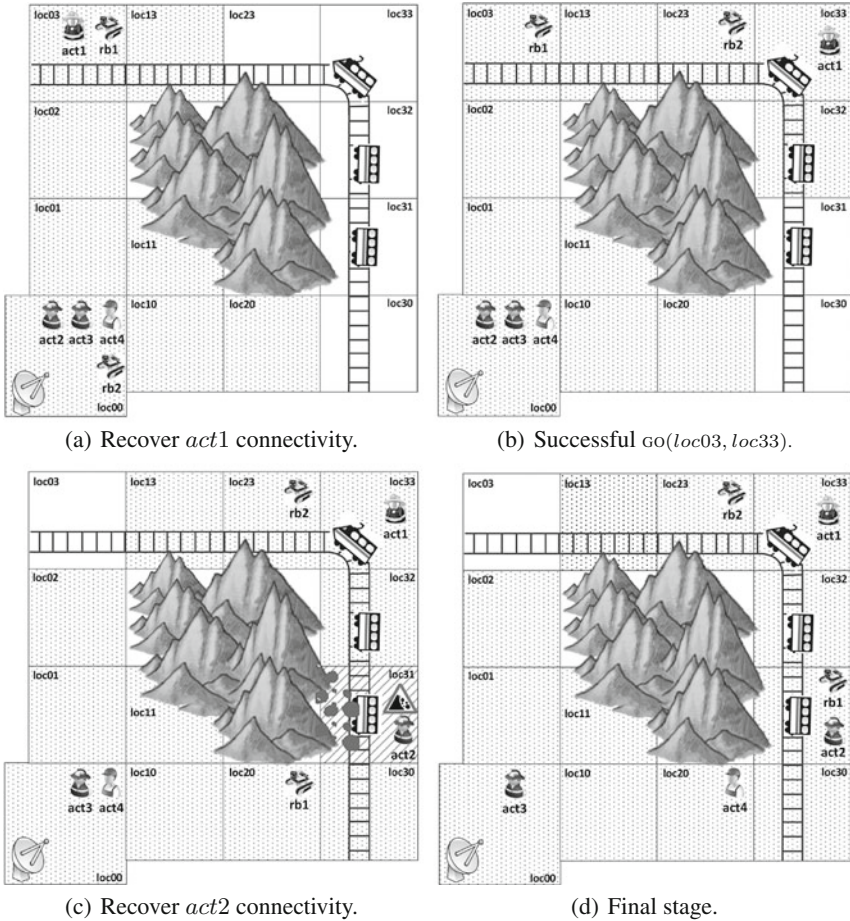 loc03 loc13 loc23 loc33
act1 rb1
loc02 loc32
loc01 loc31
loc11
loc10 loc20 loc30
act2 act3 act4
rb2
loc00
(a) Recover act1 connectivity.
loc03 loc13 loc23 loc33
rb1 rb2
act1
loc02 loc32
loc01 loc31
loc11
loc10 loc20 loc30
act2 act3 act4
loc00
(b) Successful GO(loc03, loc33).
loc03 loc13 loc23 loc33
rb2
act1
loc02 loc32
loc01 loc31
loc11
act2
loc10 loc20 loc30
act3 act4 rb1
loc00
(c) Recover act2 connectivity.
loc03 loc13 loc23 loc33
rb2
act1
loc02 loc32
loc01 loc31
rb1
loc11
act2
loc10 loc20 loc30
act3 act4
loc00
(d) Final stage.